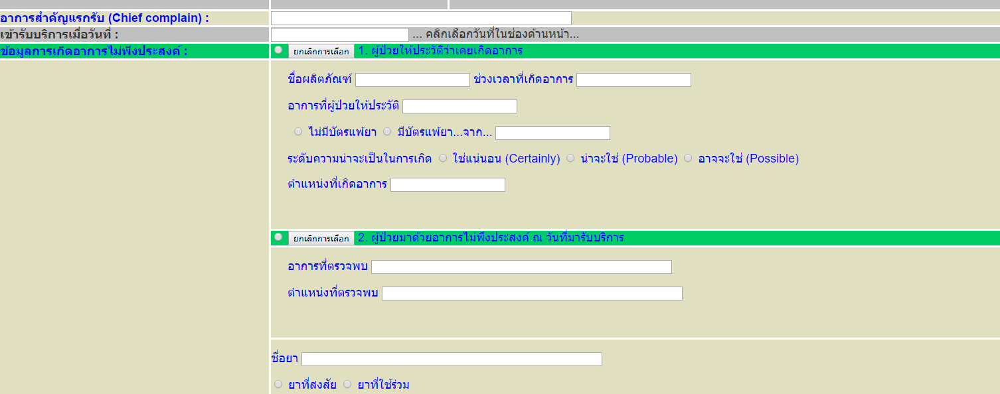 อาการสำคัญแรกรับ (Chief complain) :
เข้ารับบริการเมื่อวันที่ : ... คลิกเลือกวันที่ในช่องด้านหน้า...
ข้อมูลการเกิดอาการไม่พึงประสงค์ : ยกเลิกการเลือก 1. ผู้ป่วยให้ประวัติว่าเคยเกิดอาการ
ชื่อผลิตภัณฑ์ ช่วงเวลาที่เกิดอาการ
อาการที่ผู้ป่วยให้ประวัติ
ไม่มีบัตรแพ้ยา มีบัตรแพ้ยา...จาก...
ระดับความน่าจะเป็นในการเกิด ใช่แน่นอน (Certainly) น่าจะใช่ (Probable) อาจจะใช่ (Possible)
ตำแหน่งที่เกิดอาการ
ยกเลิกการเลือก 2. ผู้ป่วยมาด้วยอาการไม่พึงประสงค์ ณ วันที่มารับบริการ
อาการที่ตรวจพบ
ตำแหน่งที่ตรวจพบ
ชื่อยา
ยาที่สงสัย ยาที่ใช้ร่วม